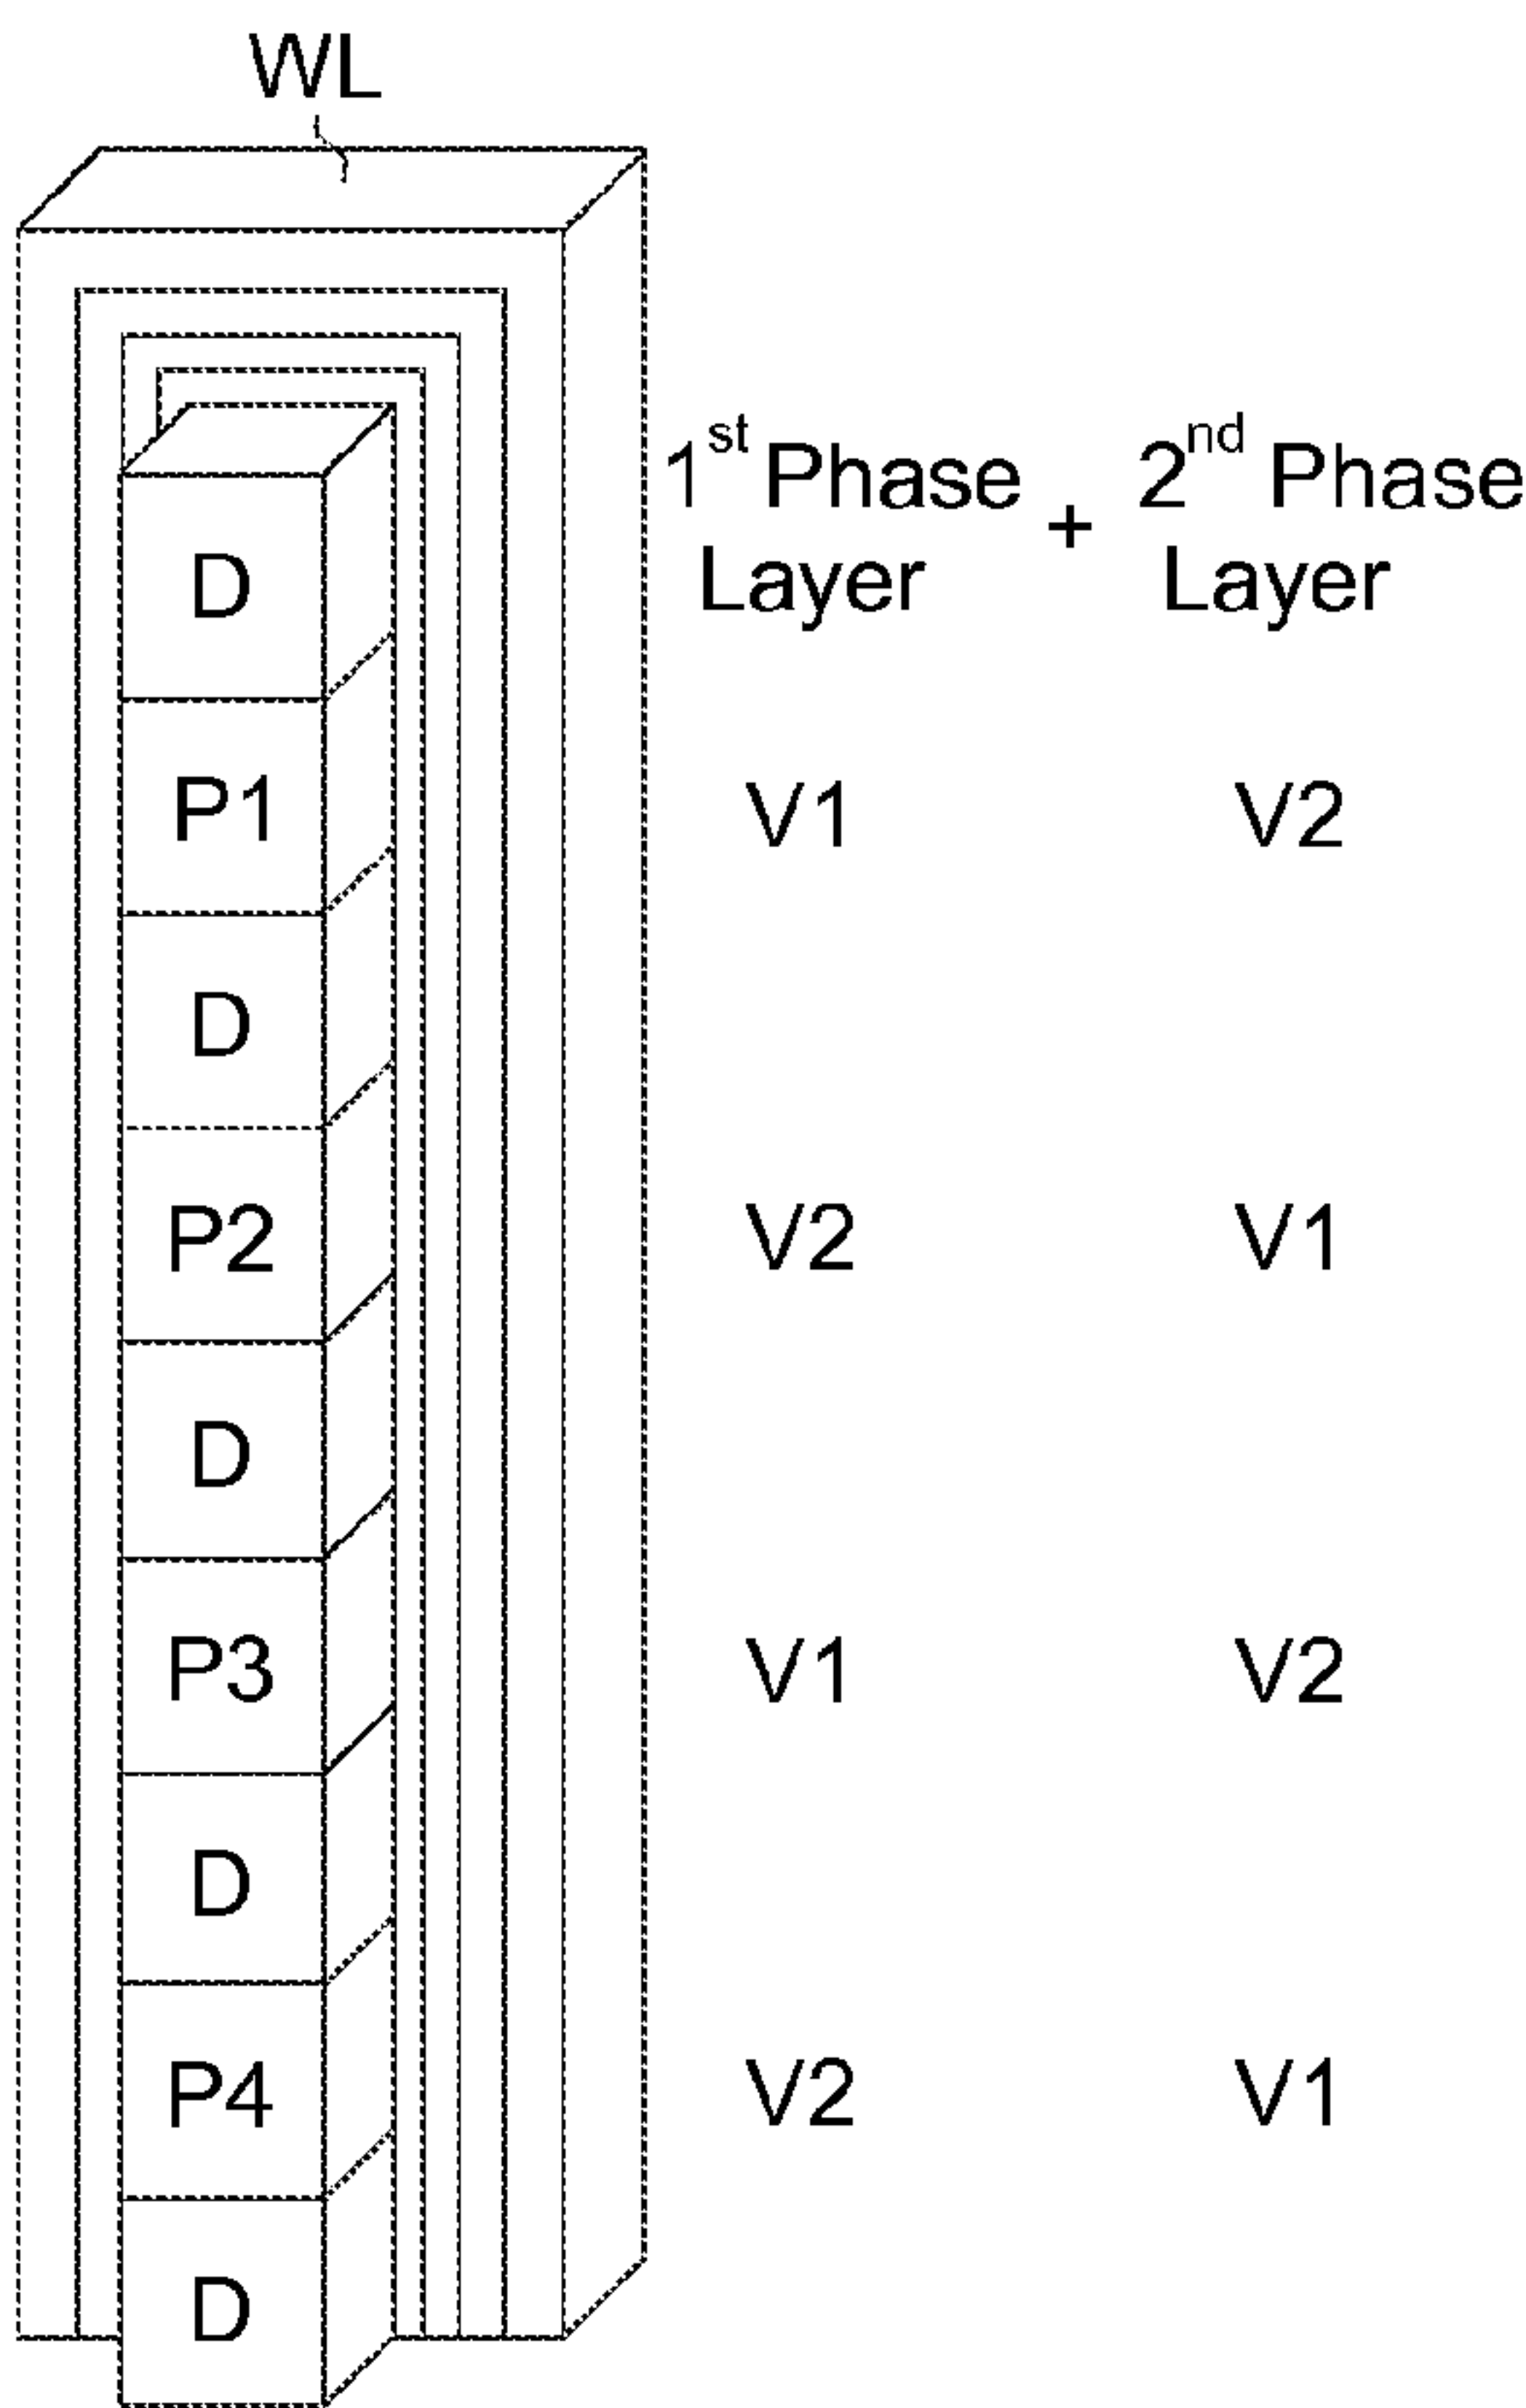 WL
1st Phase + 2nd Phase
Layer Layer
D
P1 V1 V2
D
P2 V2 V1
D
P3 V1 V2
D
P4 V2 V1
D